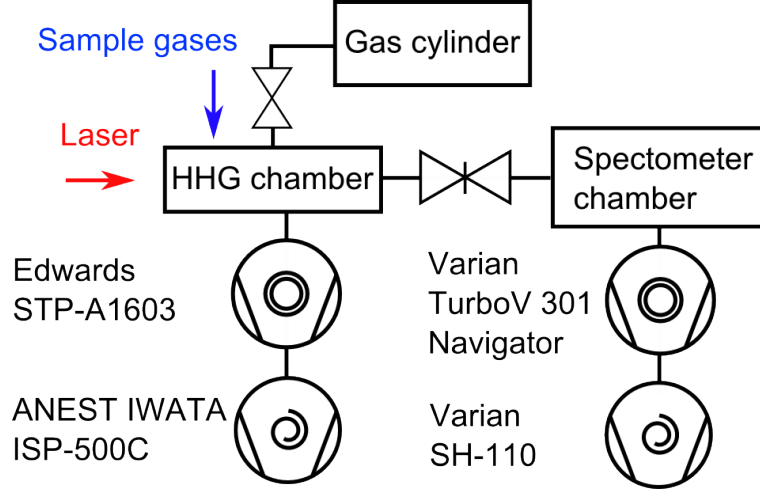 Sample gases
Gas cylinder
Laser
HHG chamber
Spectometer
chamber
Edwards
STP-A1603
Varian
TurboV 301
Navigator
ANEST IWATA
ISP-500C
Varian
SH-110